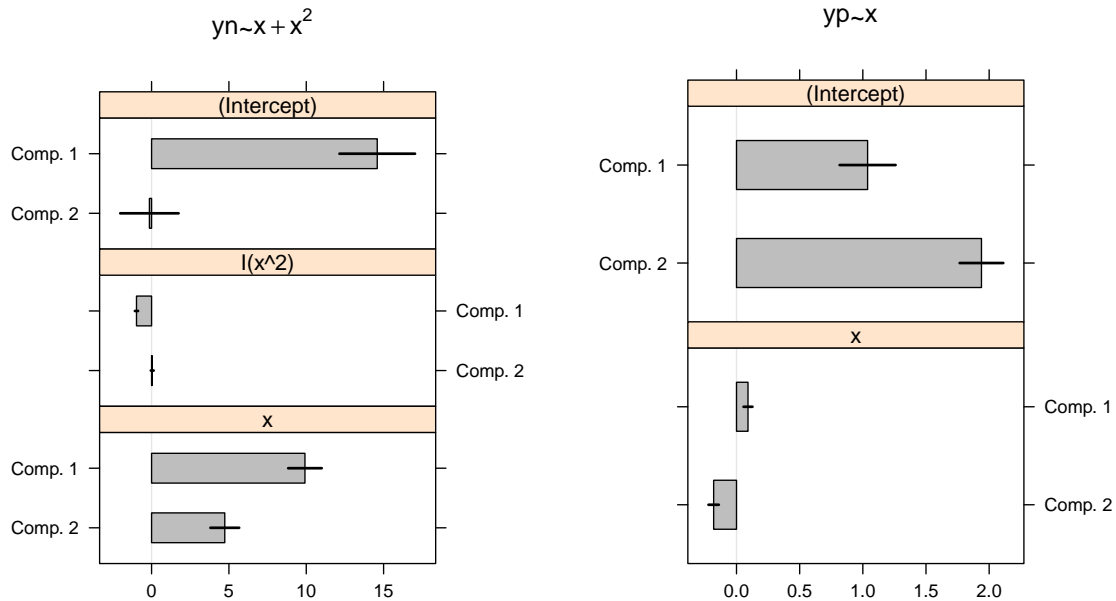 yn~x + x²
(Intercept)
Comp. 1
Comp. 2
I(x^2)
Comp. 1
Comp. 2
x
Comp. 1
Comp. 2
0 5 10 15
yp~x
(Intercept)
Comp. 1
Comp. 2
x
Comp. 1
Comp. 2
0.0 0.5 1.0 1.5 2.0